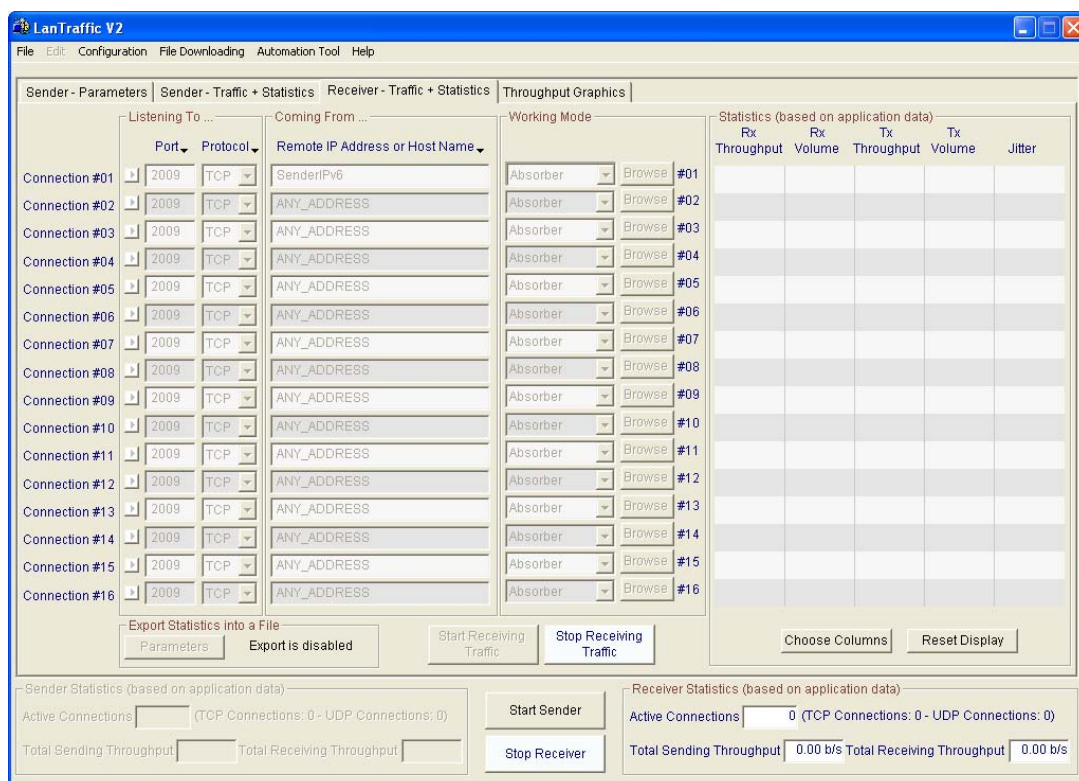 LanTraffic V2
File Edit Configuration File Downloading Automation Tool Help
Sender - Parameters Sender - Traffic + Statistics Receiver - Traffic + Statistics Throughput Graphics
Listening To ... Coming From ... Working Mode Statistics (based on application data)
Rx Rx Tx Tx
Port Protocol Remote IP Address or Host Name Throughput Volume Throughput Volume Jitter
Connection #01 2009 TCP SenderIPv6 Absorber Browse #01
Connection #02 2009 TCP ANY_ADDRESS Absorber Browse #02
Connection #03 2009 TCP ANY_ADDRESS Absorber Browse #03
Connection #04 2009 TCP ANY_ADDRESS Absorber Browse #04
Connection #05 2009 TCP ANY_ADDRESS Absorber Browse #05
Connection #06 2009 TCP ANY_ADDRESS Absorber Browse #06
Connection #07 2009 TCP ANY_ADDRESS Absorber Browse #07
Connection #08 2009 TCP ANY_ADDRESS Absorber Browse #08
Connection #09 2009 TCP ANY_ADDRESS Absorber Browse #09
Connection #10 2009 TCP ANY_ADDRESS Absorber Browse #10
Connection #11 2009 TCP ANY_ADDRESS Absorber Browse #11
Connection #12 2009 TCP ANY_ADDRESS Absorber Browse #12
Connection #13 2009 TCP ANY_ADDRESS Absorber Browse #13
Connection #14 2009 TCP ANY_ADDRESS Absorber Browse #14
Connection #15 2009 TCP ANY_ADDRESS Absorber Browse #15
Connection #16 2009 TCP ANY_ADDRESS Absorber Browse #16
Export Statistics into a File
Parameters Export is disabled
Start Receiving Traffic
Stop Receiving Traffic
Choose Columns Reset Display
Sender Statistics (based on application data)
Active Connections (TCP Connections: 0 - UDP Connections: 0)
Total Sending Throughput Total Receiving Throughput
Start Sender
Stop Receiver
Receiver Statistics (based on application data)
Active Connections 0 (TCP Connections: 0 - UDP Connections: 0)
Total Sending Throughput 0.00 b/s Total Receiving Throughput 0.00 b/s